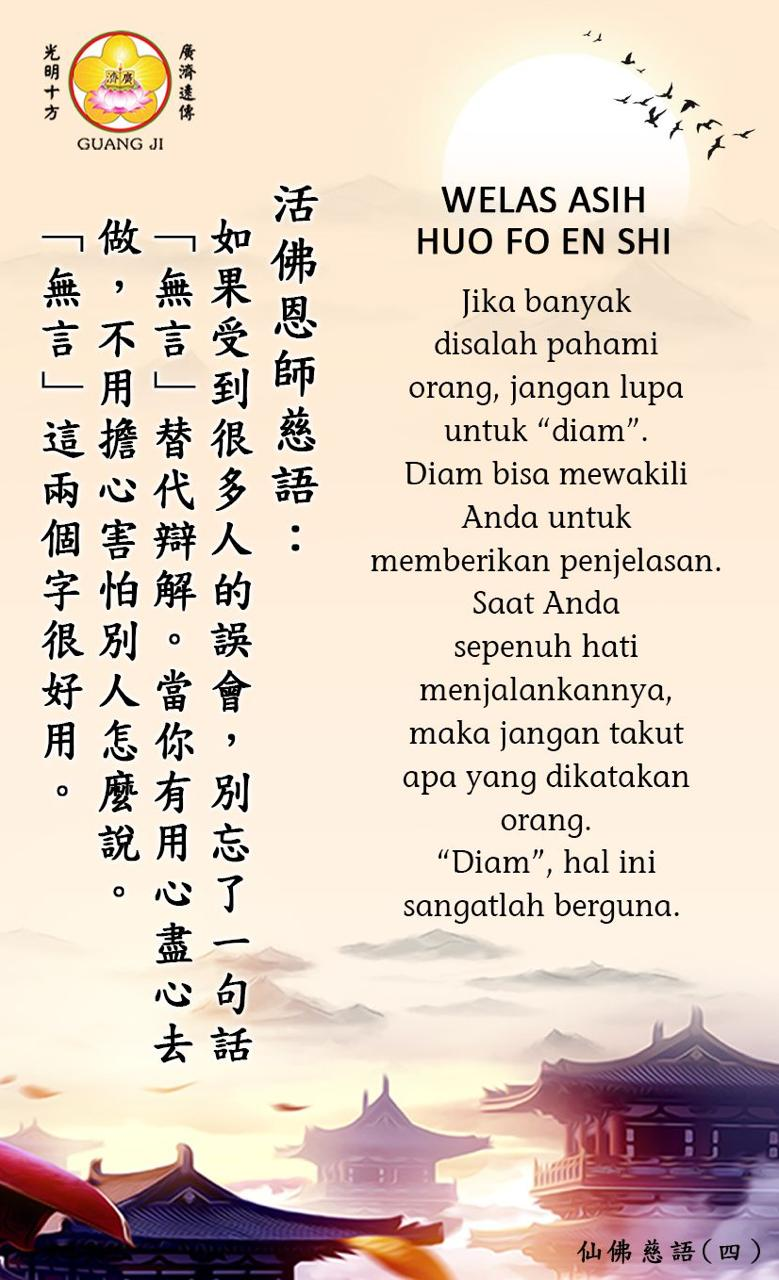 光明十方
廣濟遠傳
濟廣
GUANG JI
活佛恩師慈語：
如果受到很多人的誤會，別忘了一句話
「無言」替代辯解。當你有用心盡心去
做，不用擔心害怕別人怎麼說。
「無言」這兩個字很好用。
WELAS ASIH
HUO FO EN SHI
Jika banyak
disalah pahami
orang, jangan lupa
untuk “diam”.
Diam bisa mewakili
Anda untuk
memberikan penjelasan.
Saat Anda
sepenuh hati
menjalankannya,
maka jangan takut
apa yang dikatakan
orang.
“Diam”, hal ini
sangatlah berguna.
仙佛慈語(四)